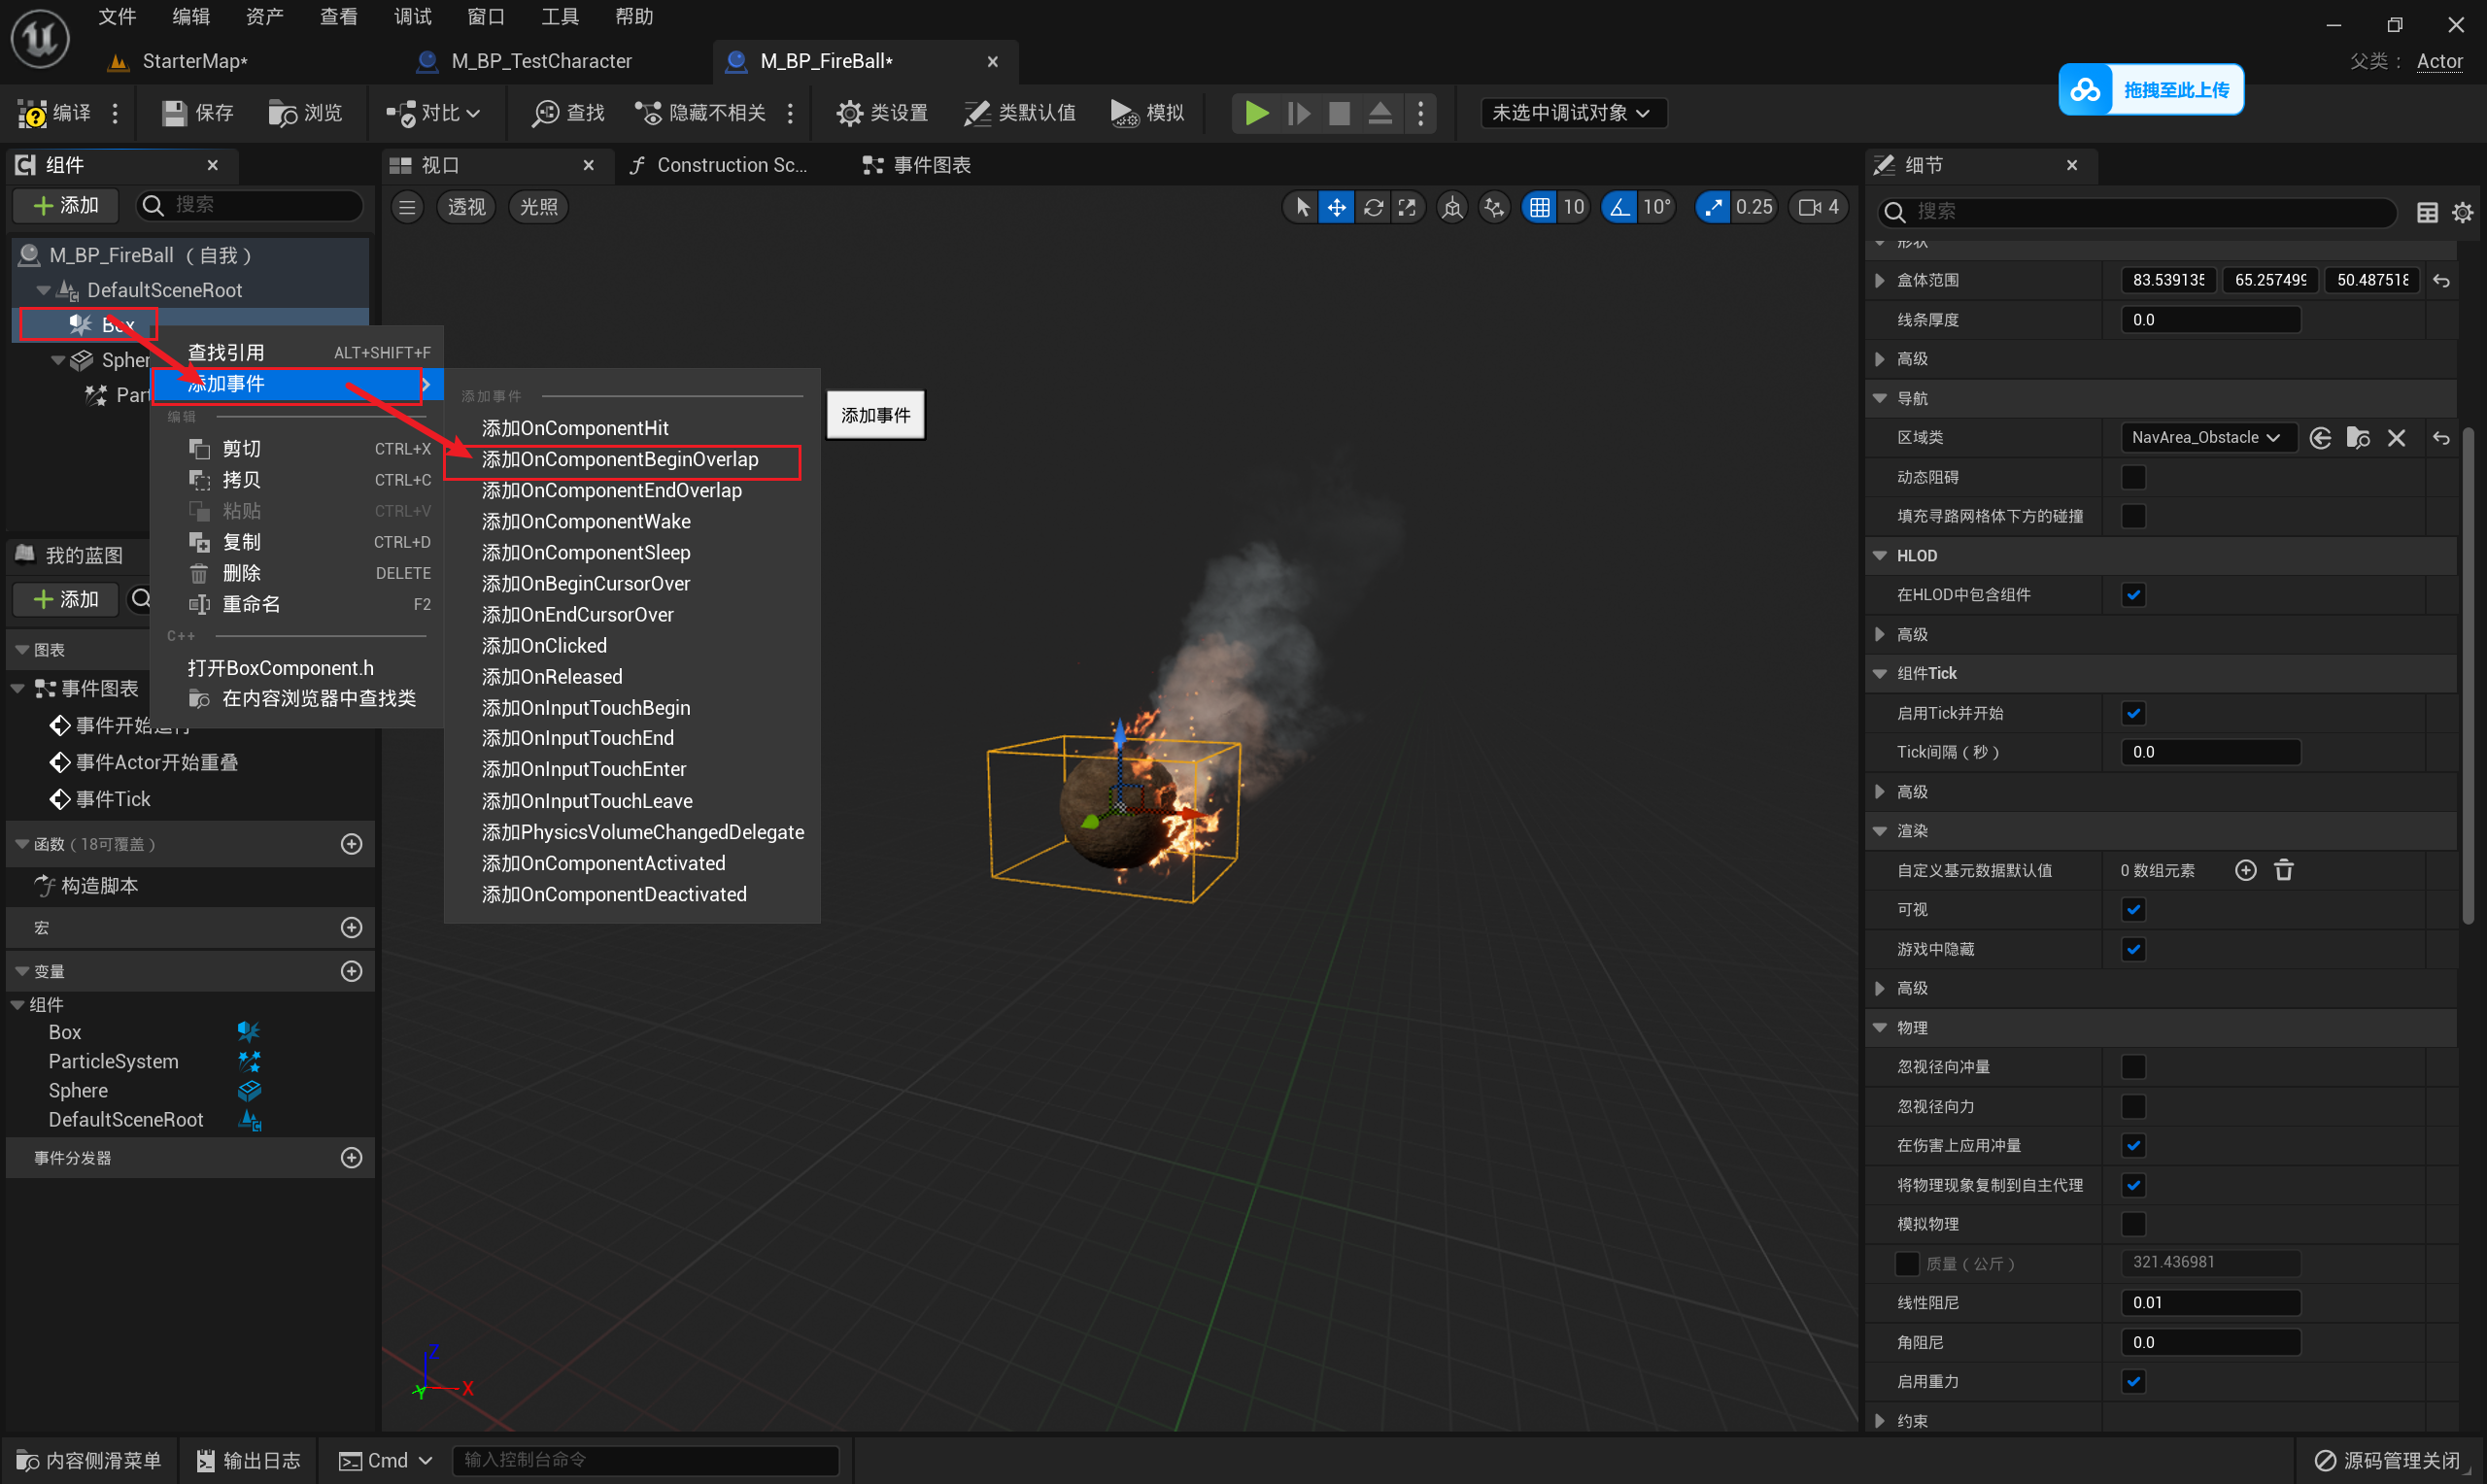 文件 编辑 资产 查看 调试 窗口 工具 帮助
StarterMap* M_BP_TestCharacter M_BP_FireBall*
父类： Actor
拖拽至此上传
编译 保存 浏览 对比 查找 隐藏不相关 类设置 类默认值 模拟 未选中调试对象
组件
添加 搜索
M_BP_FireBall （自我）
DefaultSceneRoot
Box
Spher
Part
查找引用 ALT+SHIFT+F
添加事件
编辑
剪切 CTRL+X
拷贝 CTRL+C
粘贴 CTRL+V
复制 CTRL+D
删除 DELETE
重命名 F2
C++
打开BoxComponent.h
在内容浏览器中查找类
添加事件
添加OnComponentHit
添加OnComponentBeginOverlap
添加OnComponentEndOverlap
添加OnComponentWake
添加OnComponentSleep
添加OnBeginCursorOver
添加OnEndCursorOver
添加OnClicked
添加OnReleased
添加OnInputTouchBegin
添加OnInputTouchEnd
添加OnInputTouchEnter
添加OnInputTouchLeave
添加PhysicsVolumeChangedDelegate
添加OnComponentActivated
添加OnComponentDeactivated
添加事件
我的蓝图
添加
图表
事件图表
事件开始运行
事件Actor开始重叠
事件Tick
函数（18可覆盖）
构造脚本
宏
变量
组件
Box
ParticleSystem
Sphere
DefaultSceneRoot
事件分发器
视口 Construction Sc... 事件图表
透视 光照 10 10° 0.25 4
Z
Y
X
细节
搜索
形状
盒体范围 83.539135 65.257499 50.487518
线条厚度 0.0
高级
导航
区域类 NavArea_Obstacle
动态阻碍
填充寻路网格体下方的碰撞
HLOD
在HLOD中包含组件
高级
组件Tick
启用Tick并开始
Tick间隔（秒） 0.0
高级
渲染
自定义基元数据默认值 0 数组元素
可视
游戏中隐藏
高级
物理
忽视径向冲量
忽视径向力
在伤害上应用冲量
将物理现象复制到自主代理
模拟物理
质量（公斤） 321.436981
线性阻尼 0.01
角阻尼 0.0
启用重力
约束
内容侧滑菜单 输出日志 Cmd 输入控制台命令 源码管理关闭